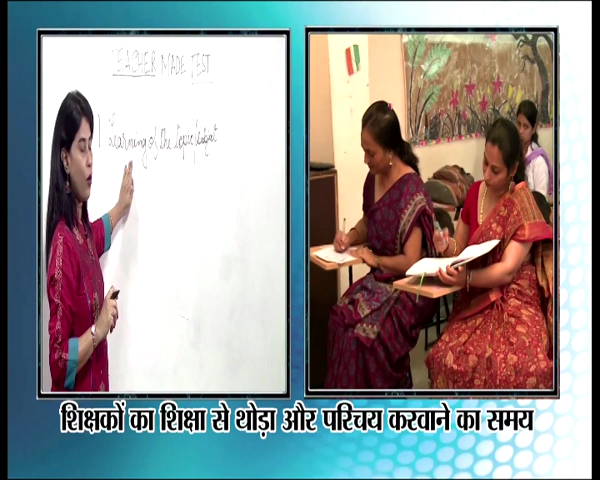 TEACHER MADE TEST
Learning of the topic/subject
शिक्षकों का शिक्षा से थोड़ा और परिचय करवाने का समय